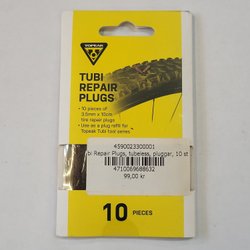 TOPEAK
TUBI
REPAIR
PLUGS
• 10 pieces of
3.5mm x 10cm
tire repair plugs
• Use as a plug refill for
Topeak Tubi tool series
4590023300001
bi Repair Plugs, tubeless, pluggar, 10 st
4710069688632
99,00 kr
10 PIECES